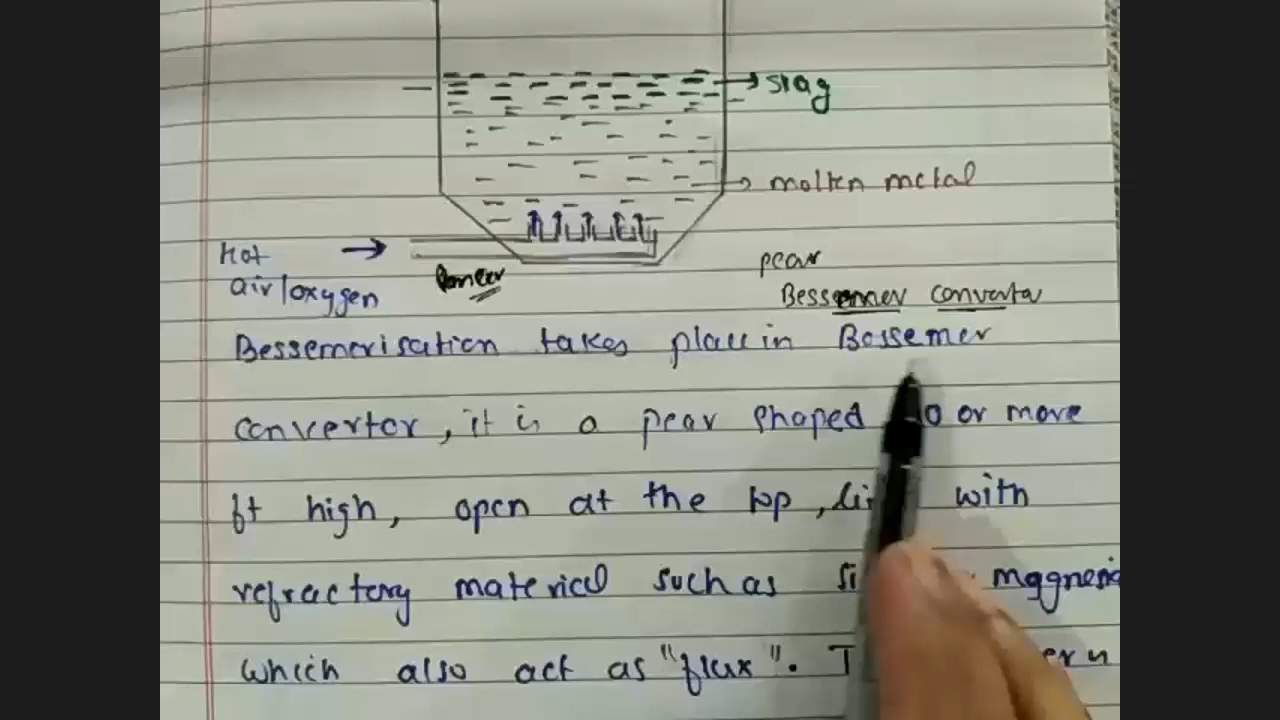 slag
molten metal
Hot
air/oxygen
pear
Bessemer converter
Bessemerisation takes place in Bessemer
convertor, it is a pear shaped or more
ft high, open at the top, with
refractory material such as magnesia
which also act as "flux".